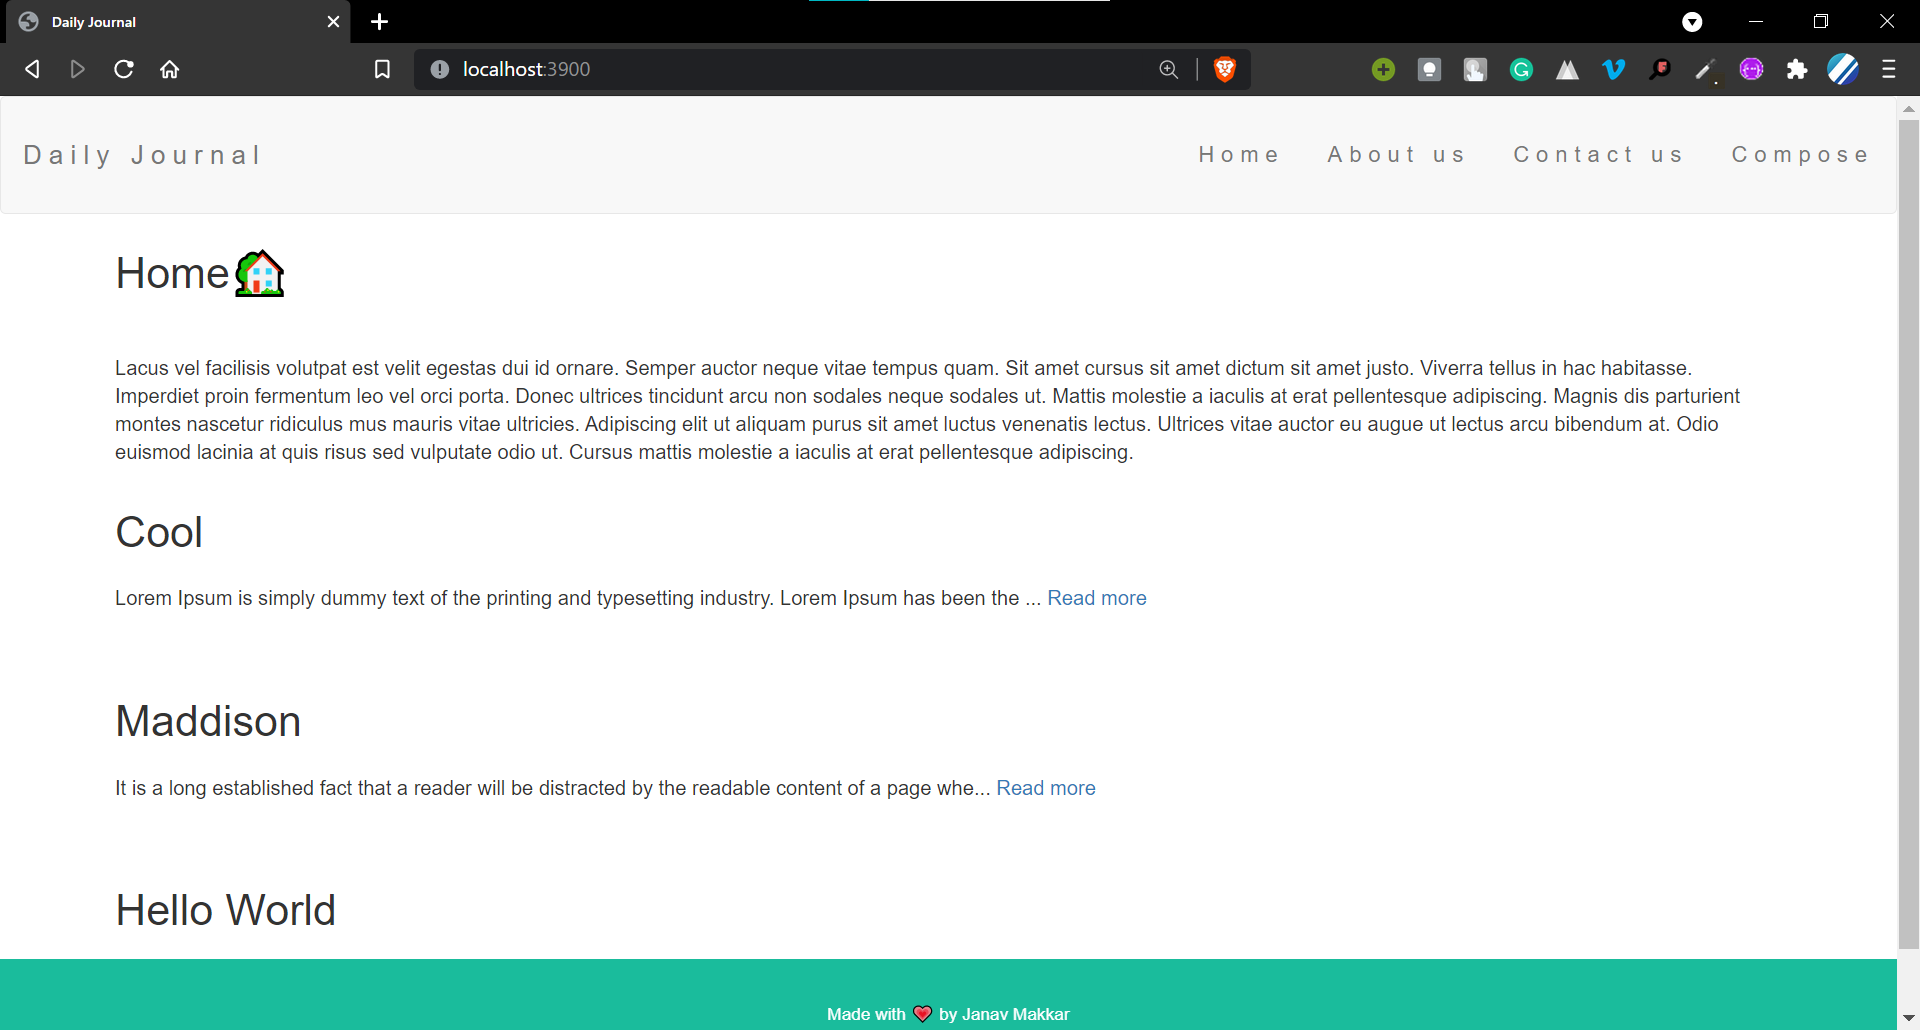 Daily Journal
localhost:3900
Daily Journal
Home About us Contact us Compose
Home
Lacus vel facilisis volutpat est velit egestas dui id ornare. Semper auctor neque vitae tempus quam. Sit amet cursus sit amet dictum sit amet justo. Viverra tellus in hac habitasse.
Imperdiet proin fermentum leo vel orci porta. Donec ultrices tincidunt arcu non sodales neque sodales ut. Mattis molestie a iaculis at erat pellentesque adipiscing. Magnis dis parturient
montes nascetur ridiculus mus mauris vitae ultricies. Adipiscing elit ut aliquam purus sit amet luctus venenatis lectus. Ultrices vitae auctor eu augue ut lectus arcu bibendum at. Odio
euismod lacinia at quis risus sed vulputate odio ut. Cursus mattis molestie a iaculis at erat pellentesque adipiscing.
Cool
Lorem Ipsum is simply dummy text of the printing and typesetting industry. Lorem Ipsum has been the ... Read more
Maddison
It is a long established fact that a reader will be distracted by the readable content of a page whe... Read more
Hello World
Made with ❤ by Janav Makkar